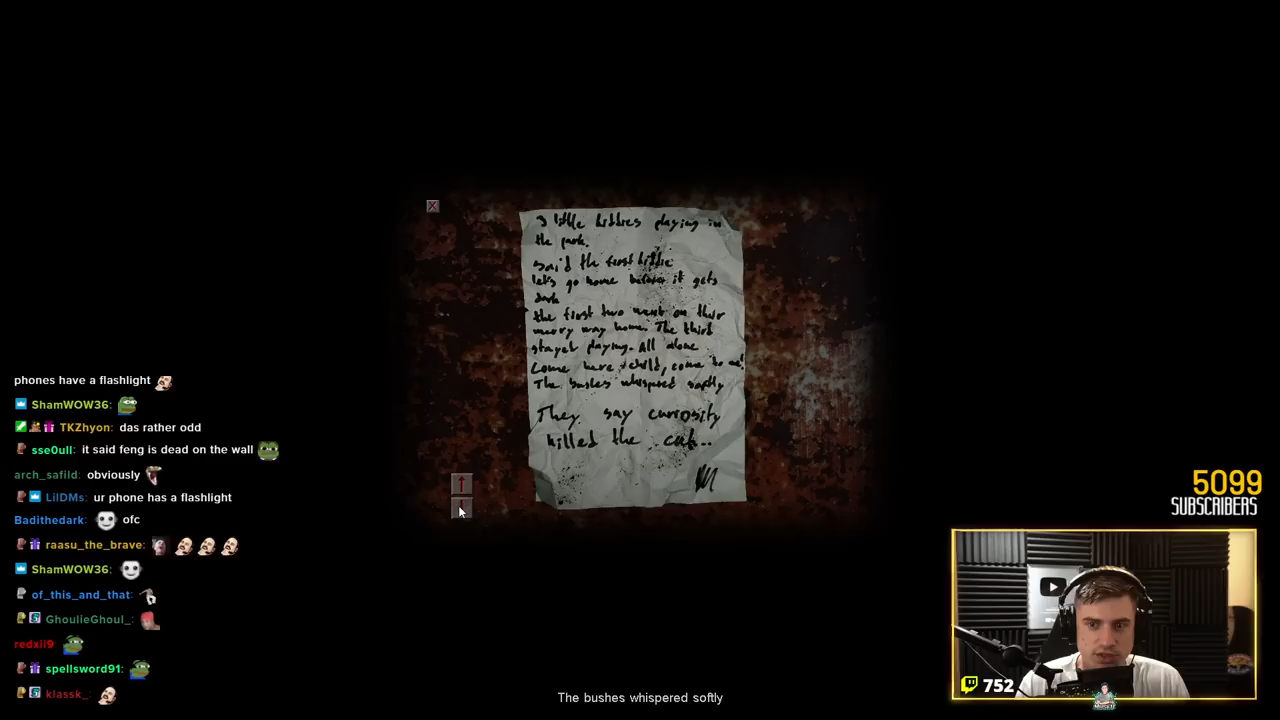 3 little kiddies playing in
the park.
Said the first kiddie
let's go home before it gets
dark
the first two went on their
merry way home. The third
stayed playing. All alone
Come here child, come to me!
The bushes whispered softly
They say curiosity
killed the cat..
phones have a flashlight
ShamWOW36:
TKZhyon: das rather odd
sse0ull: it said feng is dead on the wall
arch_safild: obviously
LilDMs: ur phone has a flashlight
Badithedark: ofc
raasu_the_brave:
ShamWOW36:
of_this_and_that:
GhoulieGhoul_:
redxii9
spellsword91:
klassk_:
5099
SUBSCRIBERS
752
The bushes whispered softly